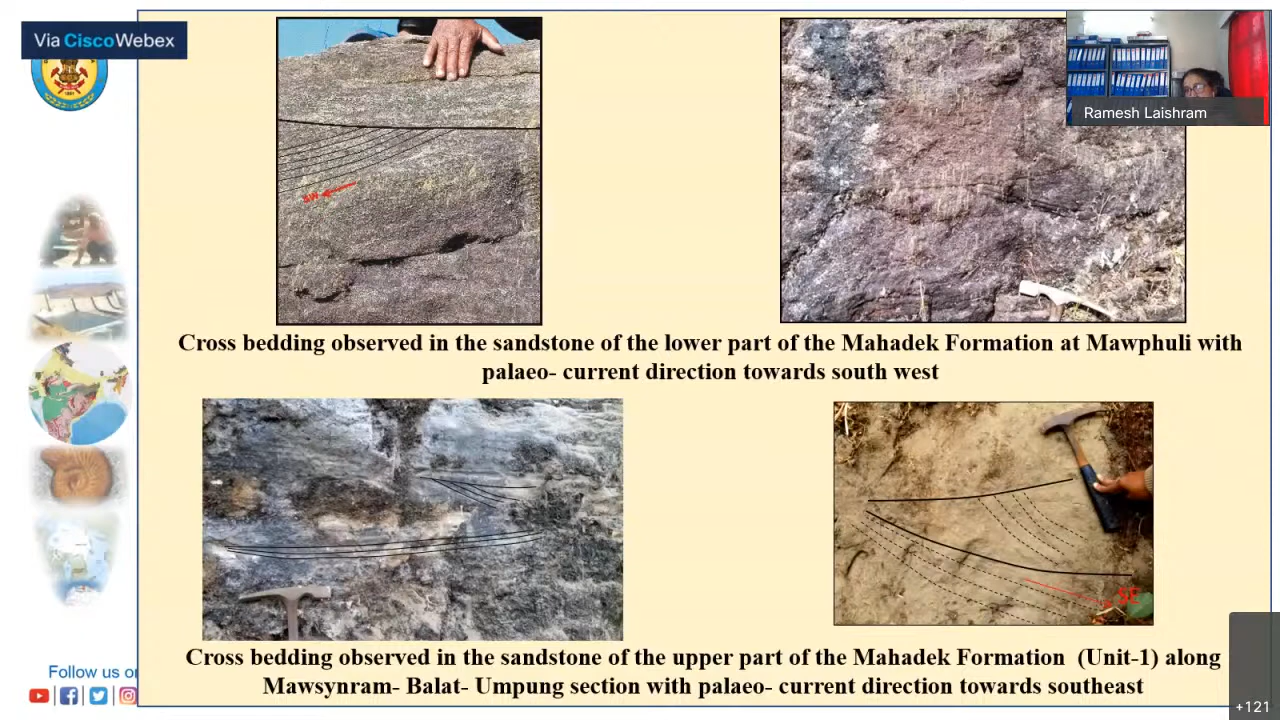 Via Cisco Webex
Ramesh Laishram
SW
Cross bedding observed in the sandstone of the lower part of the Mahadek Formation at Mawphuli with
palaeo- current direction towards south west
SE
Cross bedding observed in the sandstone of the upper part of the Mahadek Formation (Unit-1) along
Mawsynram- Balat- Umpung section with palaeo- current direction towards southeast
Follow us on
+121